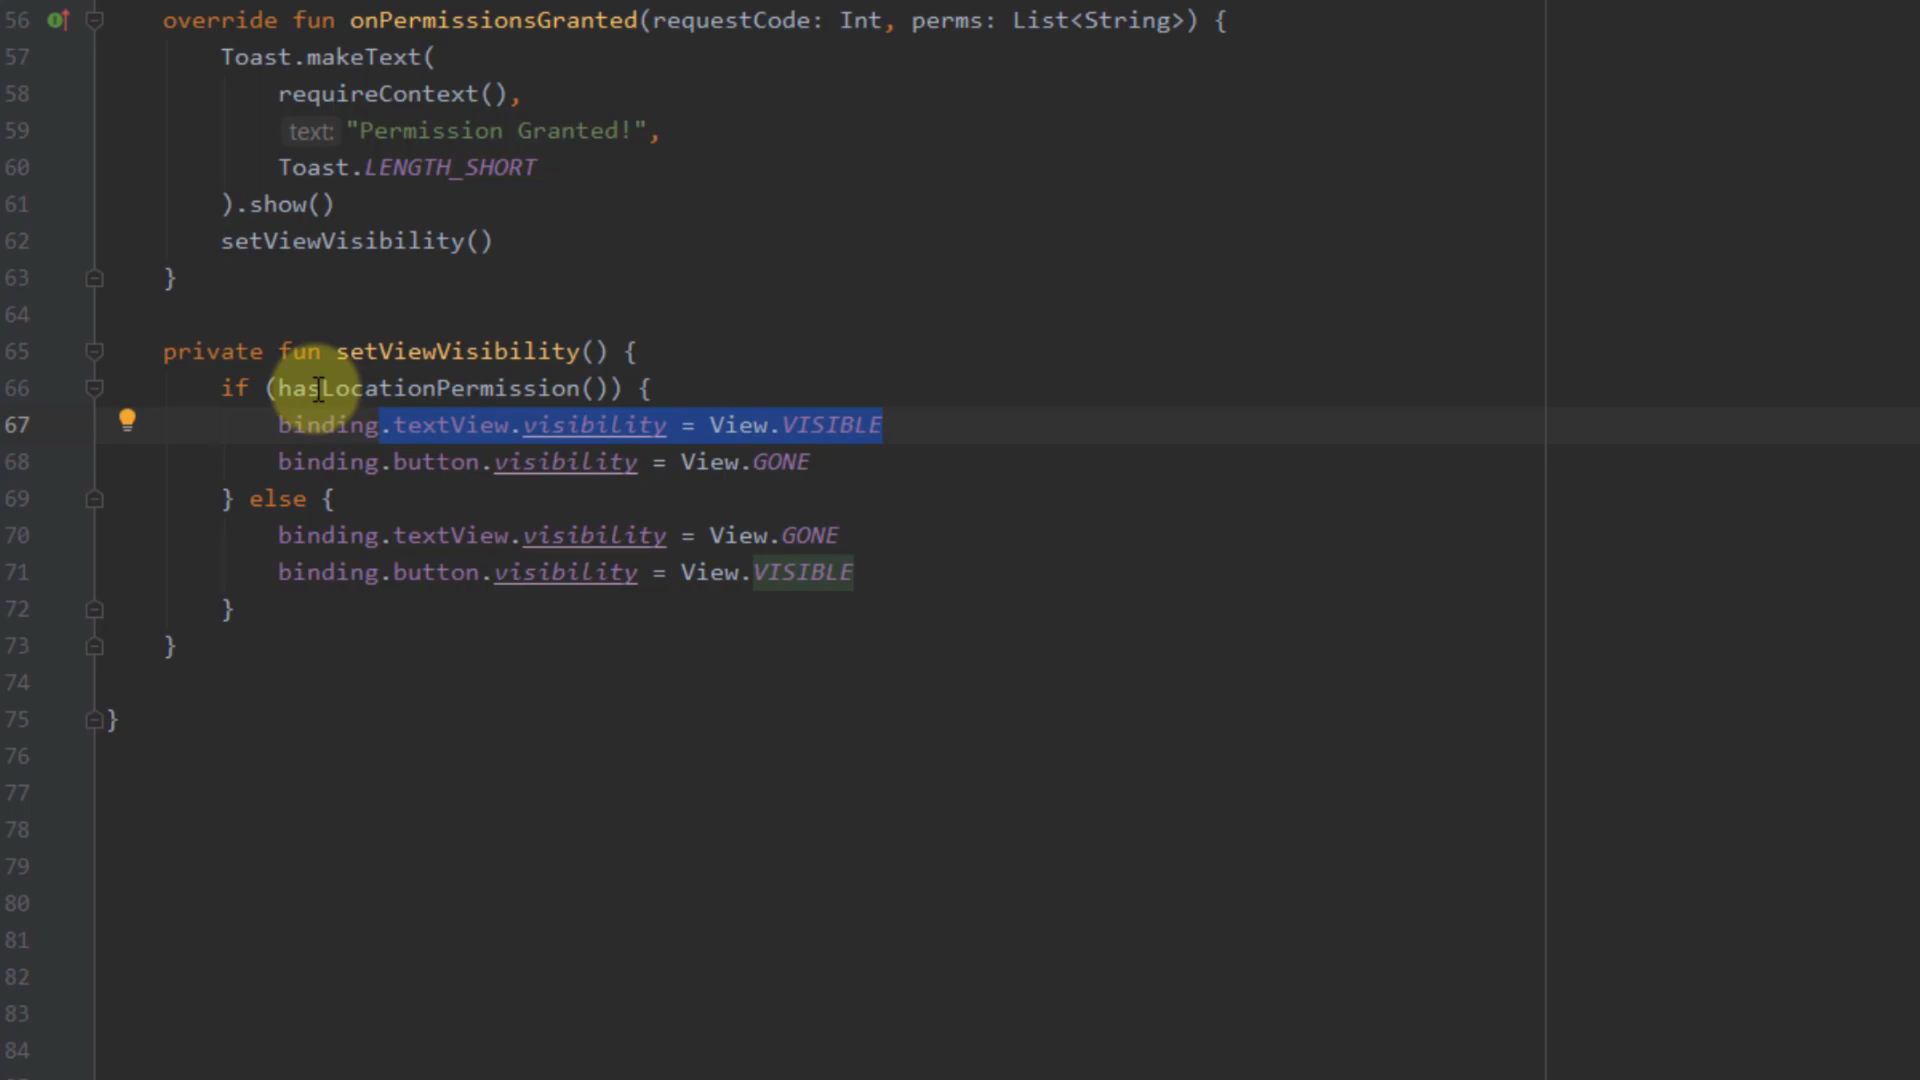 56 override fun onPermissionsGranted(requestCode: Int, perms: List<String>) {
57 Toast.makeText(
58 requireContext(),
59 text: "Permission Granted!",
60 Toast.LENGTH_SHORT
61 ).show()
62 setViewVisibility()
63 }
64
65 private fun setViewVisibility() {
66 if (hasLocationPermission()) {
67 binding.textView.visibility = View.VISIBLE
68 binding.button.visibility = View.GONE
69 } else {
70 binding.textView.visibility = View.GONE
71 binding.button.visibility = View.VISIBLE
72 }
73 }
74
75 }
76
77
78
79
80
81
82
83
84